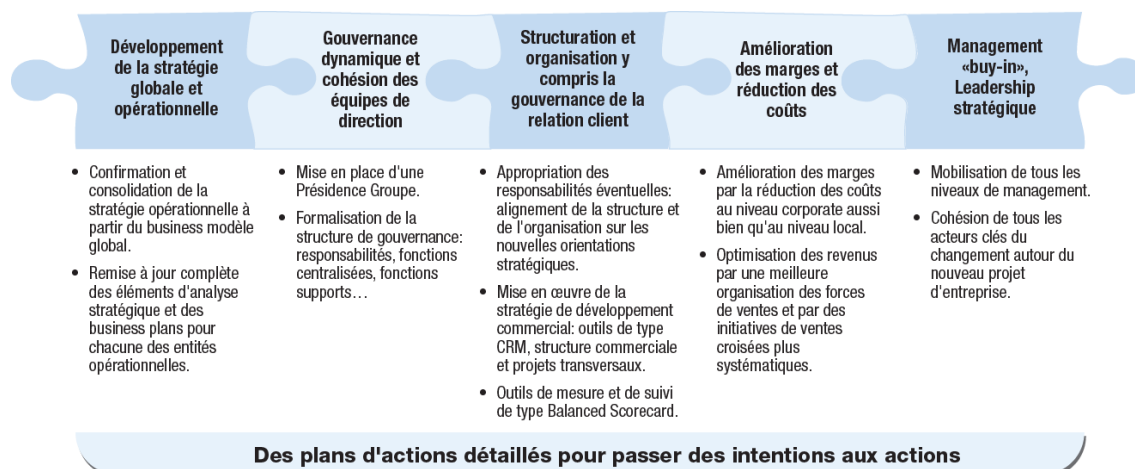 Développement
de la stratégie
globale et
opérationnelle
• Confirmation et
consolidation de la
stratégie opérationnelle à
partir du business modèle
global.
• Remise à jour complète
des éléments d'analyse
stratégique et des
business plans pour
chacune des entités
opérationnelles.
Gouvernance
dynamique et
cohésion des
équipes de
direction
• Mise en place d'une
Présidence Groupe.
• Formalisation de la
structure de gouvernance:
responsabilités, fonctions
centralisées, fonctions
supports…
Structuration et
organisation y
compris la
gouvernance de la
relation client
• Appropriation des
responsabilités éventuelles:
alignement de la structure et
de l'organisation sur les
nouvelles orientations
stratégiques.
• Mise en œuvre de la
stratégie de développement
commercial: outils de type
CRM, structure commerciale
et projets transversaux.
• Outils de mesure et de suivi
de type Balanced Scorecard.
Amélioration
des marges et
réduction des
coûts
• Amélioration des marges
par la réduction des coûts
au niveau corporate aussi
bien qu'au niveau local.
• Optimisation des revenus
par une meilleure
organisation des forces
de ventes et par des
initiatives de ventes
croisées plus
systématiques.
Management
«buy-in»,
Leadership
stratégique
• Mobilisation de tous les
niveaux de management.
• Cohésion de tous les
acteurs clés du
changement autour du
nouveau projet
d'entreprise.
Des plans d'actions détaillés pour passer des intentions aux actions